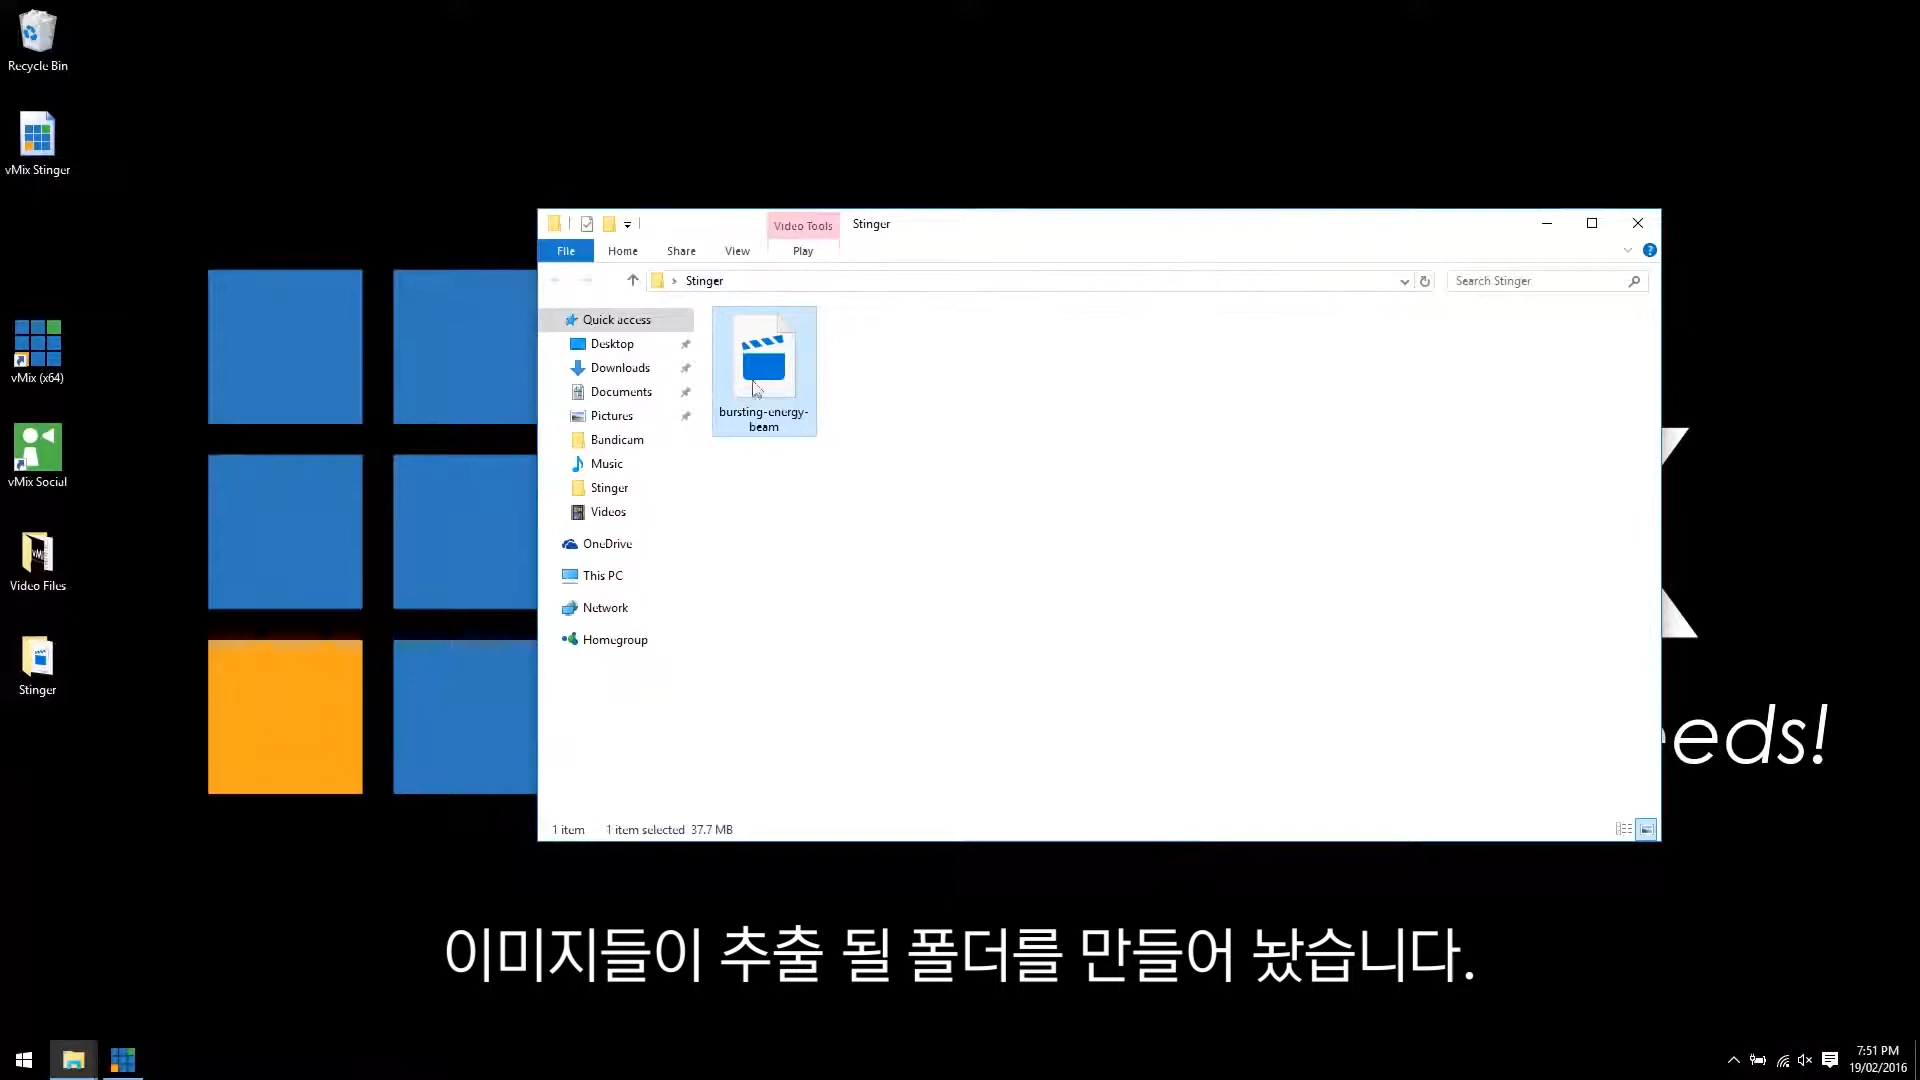 Recycle Bin
vMix Stinger
vMix (x64)
vMix Social
Video Files
Stinger
Video Tools
Stinger
File
Home
Share
View
Play
Stinger
Search Stinger
Quick access
Desktop
Downloads
Documents
Pictures
Bandicam
Music
Stinger
Videos
OneDrive
This PC
Network
Homegroup
bursting-energy-
beam
1 item
1 item selected 37.7 MB
eds!
이미지들이 추출 될 폴더를 만들어 놨습니다.
7:51 PM
19/02/2016